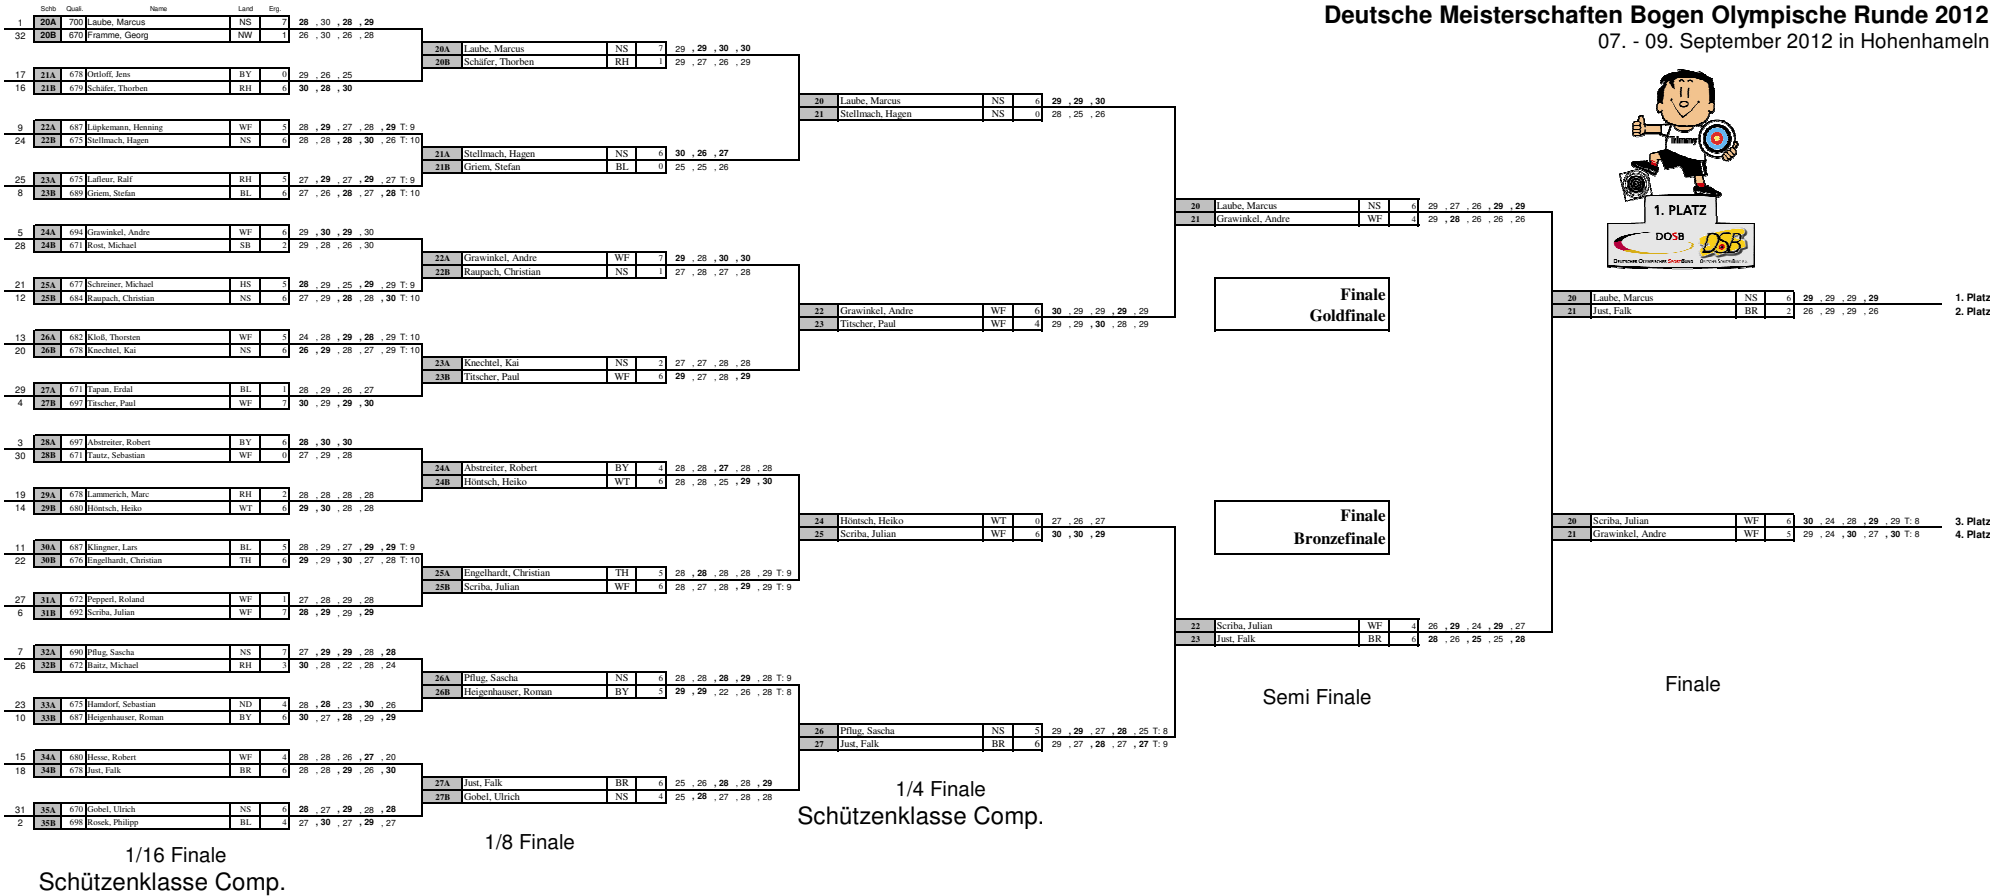 Deutsche Meisterschaften Bogen Olympische Runde 2012
07. - 09. September 2012 in Hohenhameln
Schb Quali. Name Land Erg.
1 20A 700 Laube, Marcus NS 7 28 , 30 , 28 , 29
32 20B 670 Framme, Georg NW 1 26 , 30 , 26 , 28
17 21A 678 Ortloff, Jens BY 0 29 , 26 , 25
16 21B 679 Schäfer, Thorben RH 6 30 , 28 , 30
9 22A 687 Lüpkemann, Henning WF 5 28 , 29 , 27 , 28 , 29 T: 9
24 22B 675 Stellmach, Hagen NS 6 28 , 28 , 28 , 30 , 26 T: 10
25 23A 675 Lafleur, Ralf RH 5 27 , 29 , 27 , 29 , 27 T: 9
8 23B 689 Griem, Stefan BL 6 27 , 26 , 28 , 27 , 28 T: 10
5 24A 694 Grawinkel, Andre WF 6 29 , 30 , 29 , 30
28 24B 671 Rost, Michael SB 2 29 , 28 , 26 , 30
21 25A 677 Schreiner, Michael HS 5 28 , 29 , 25 , 29 , 29 T: 9
12 25B 684 Raupach, Christian NS 6 27 , 29 , 28 , 28 , 30 T: 10
13 26A 682 Kloß, Thorsten WF 5 24 , 28 , 29 , 28 , 29 T: 10
20 26B 678 Knechtel, Kai NS 6 26 , 29 , 28 , 27 , 29 T: 10
29 27A 671 Tapan, Erdal BL 1 28 , 29 , 26 , 27
4 27B 697 Titscher, Paul WF 7 30 , 29 , 29 , 30
3 28A 697 Abstreiter, Robert BY 6 28 , 30 , 30
30 28B 671 Tautz, Sebastian WF 0 27 , 29 , 28
19 29A 678 Lammerich, Marc RH 2 28 , 28 , 28 , 28
14 29B 680 Höntsch, Heiko WT 6 29 , 30 , 28 , 28
11 30A 687 Klingner, Lars BL 5 28 , 29 , 27 , 29 , 29 T: 9
22 30B 676 Engelhardt, Christian TH 6 29 , 29 , 30 , 27 , 28 T: 10
27 31A 672 Pepperl, Roland WF 1 27 , 28 , 29 , 28
6 31B 692 Scriba, Julian WF 7 28 , 29 , 29 , 29
7 32A 690 Pflug, Sascha NS 7 27 , 29 , 29 , 28 , 28
26 32B 672 Baitz, Michael RH 3 30 , 28 , 22 , 28 , 24
23 33A 675 Hamdorf, Sebastian ND 4 28 , 28 , 23 , 30 , 26
10 33B 687 Heigenhauser, Roman BY 6 30 , 27 , 28 , 29 , 29
15 34A 680 Hesse, Robert WF 4 28 , 28 , 26 , 27 , 20
18 34B 678 Just, Falk BR 6 28 , 28 , 29 , 26 , 30
31 35A 670 Gobel, Ulrich NS 6 28 , 27 , 29 , 28 , 28
2 35B 698 Rosek, Philipp BL 4 27 , 30 , 27 , 29 , 27
1/16 Finale
Schützenklasse Comp.
20A Laube, Marcus NS 7 29 , 29 , 30 , 30
20B Schäfer, Thorben RH 1 29 , 27 , 26 , 29
21A Stellmach, Hagen NS 6 30 , 26 , 27
21B Griem, Stefan BL 0 25 , 25 , 26
22A Grawinkel, Andre WF 7 29 , 28 , 30 , 30
22B Raupach, Christian NS 1 27 , 28 , 27 , 28
23A Knechtel, Kai NS 2 27 , 27 , 28 , 28
23B Titscher, Paul WF 6 29 , 27 , 28 , 29
24A Abstreiter, Robert BY 4 28 , 28 , 27 , 28 , 28
24B Höntsch, Heiko WT 6 28 , 28 , 25 , 29 , 30
25A Engelhardt, Christian TH 5 28 , 28 , 28 , 28 , 29 T: 9
25B Scriba, Julian WF 6 28 , 27 , 28 , 29 , 29 T: 9
26A Pflug, Sascha NS 6 28 , 28 , 28 , 29 , 28 T: 9
26B Heigenhauser, Roman BY 5 29 , 29 , 22 , 26 , 28 T: 8
27A Just, Falk BR 6 25 , 26 , 28 , 28 , 29
27B Gobel, Ulrich NS 4 25 , 28 , 27 , 28 , 28
1/8 Finale
20 Laube, Marcus NS 6 29 , 29 , 30
21 Stellmach, Hagen NS 0 28 , 25 , 26
22 Grawinkel, Andre WF 6 30 , 29 , 29 , 29 , 29
23 Titscher, Paul WF 4 29 , 29 , 30 , 28 , 29
24 Höntsch, Heiko WT 0 27 , 26 , 27
25 Scriba, Julian WF 6 30 , 30 , 29
26 Pflug, Sascha NS 5 29 , 29 , 27 , 28 , 25 T: 8
27 Just, Falk BR 6 29 , 27 , 28 , 27 , 27 T: 9
1/4 Finale
Schützenklasse Comp.
20 Laube, Marcus NS 6 29 , 27 , 26 , 29 , 29
21 Grawinkel, Andre WF 4 29 , 28 , 26 , 26 , 26
Finale
Goldfinale
Finale
Bronzefinale
22 Scriba, Julian WF 4 26 , 29 , 24 , 29 , 27
23 Just, Falk BR 6 28 , 26 , 25 , 25 , 28
Semi Finale
Trimmy
1. PLATZ
DOSB
DEUTSCHER OLYMPISCHER SPORTBUND
DSB
20 Laube, Marcus NS 6 29 , 29 , 29 , 29 1. Platz
21 Just, Falk BR 2 26 , 29 , 29 , 26 2. Platz
20 Scriba, Julian WF 6 30 , 24 , 28 , 29 , 29 T: 8 3. Platz
21 Grawinkel, Andre WF 5 29 , 24 , 30 , 27 , 30 T: 8 4. Platz
Finale